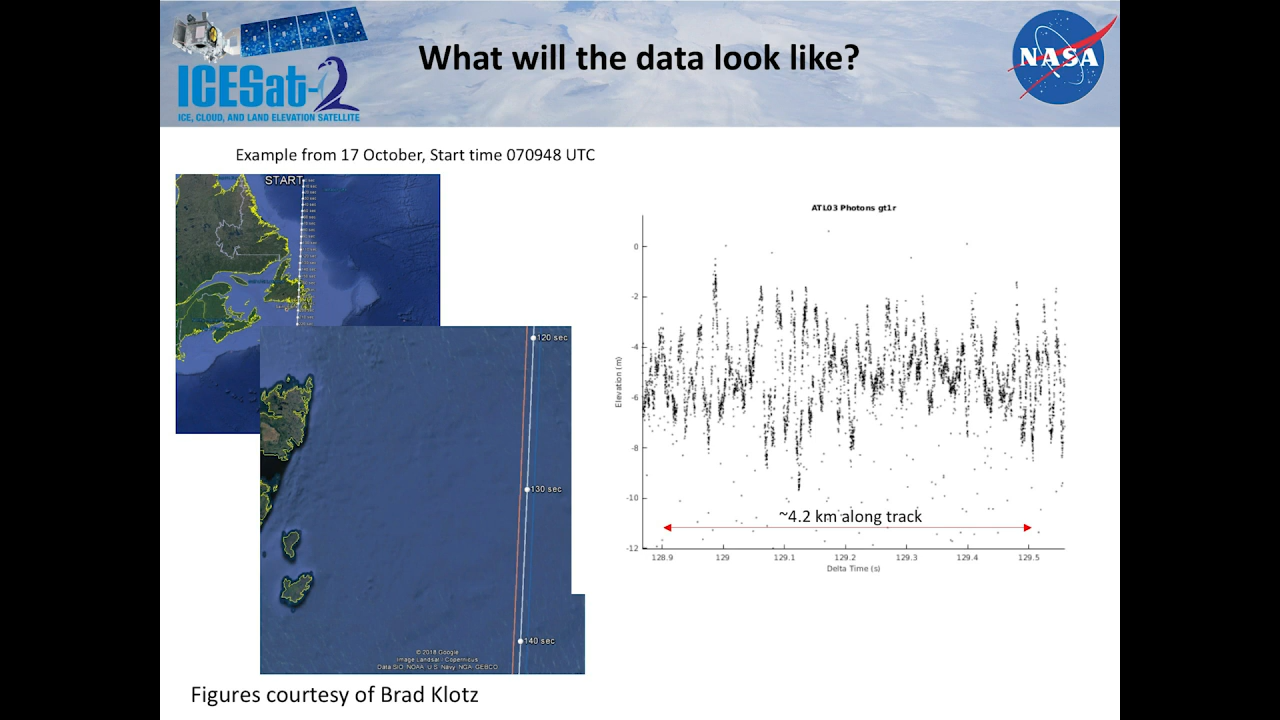 What will the data look like?
NASA
ICESat-2
ICE, CLOUD, AND LAND ELEVATION SATELLITE
Example from 17 October, Start time 070948 UTC
START
120 sec
130 sec
140 sec
© 2018 Google
Image Landsat / Copernicus
Data SIO, NOAA, U.S. Navy, NGA, GEBCO
ATL03 Photons gt1r
Elevation (m)
0
-2
-4
-6
-8
-10
-12
~4.2 km along track
128.9 129 129.1 129.2 129.3 129.4 129.5
Delta Time (s)
Figures courtesy of Brad Klotz